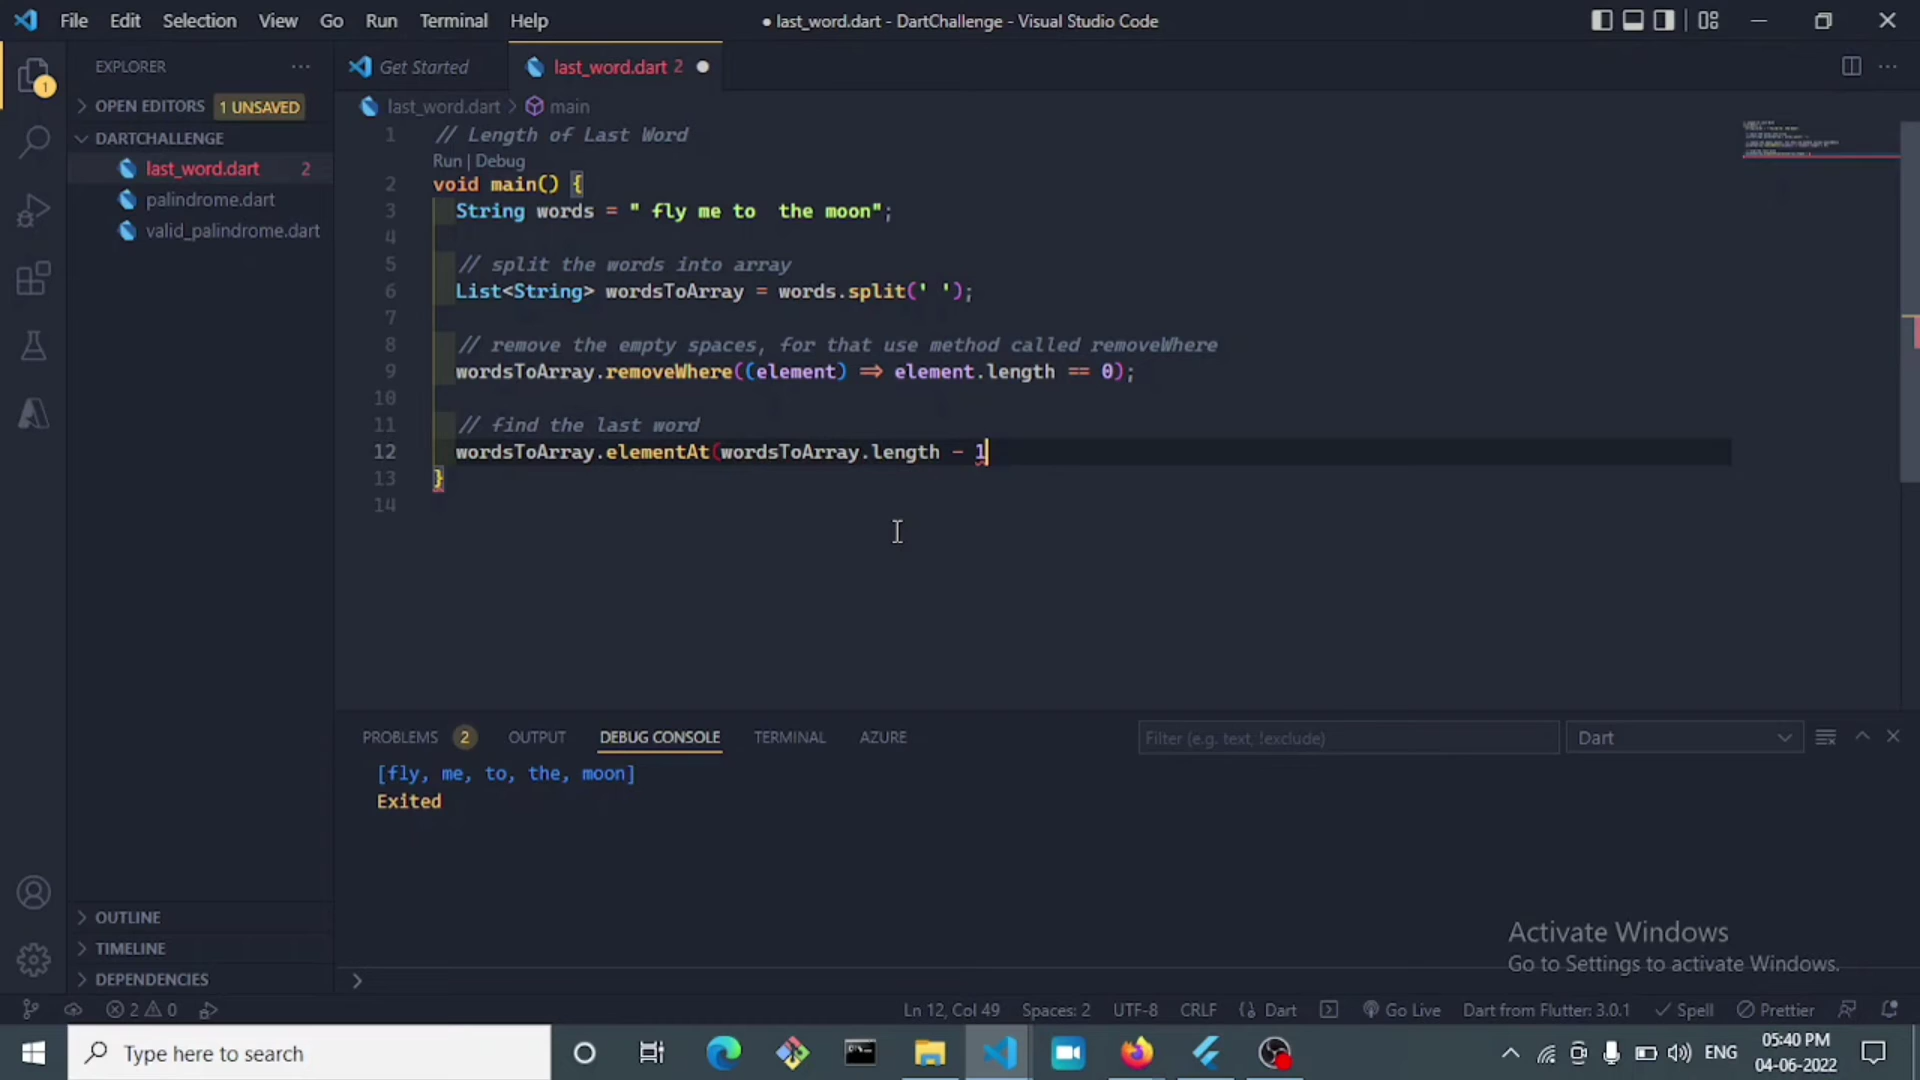 File Edit Selection View Go Run Terminal Help
● last_word.dart - DartChallenge - Visual Studio Code
EXPLORER
Get Started
last_word.dart 2
1
OPEN EDITORS 1 UNSAVED
last_word.dart > main
DARTCHALLENGE
last_word.dart 2
palindrome.dart
valid_palindrome.dart
1 // Length of Last Word
Run | Debug
2 void main() {
3 String words = " fly me to  the moon";
4
5 // split the words into array
6 List<String> wordsToArray = words.split(' ');
7
8 // remove the empty spaces, for that use method called removeWhere
9 wordsToArray.removeWhere((element) => element.length == 0);
10
11 // find the last word
12 wordsToArray.elementAt(wordsToArray.length - 1
13 }
14
PROBLEMS 2 OUTPUT DEBUG CONSOLE TERMINAL AZURE
Filter (e.g. text, !exclude)
Dart
[fly, me, to, the, moon]
Exited
OUTLINE
TIMELINE
DEPENDENCIES
Activate Windows
Go to Settings to activate Windows.
2 0
Ln 12, Col 49 Spaces: 2 UTF-8 CRLF {} Dart Go Live Dart from Flutter: 3.0.1 Spell Prettier
Type here to search
ENG
05:40 PM
04-06-2022